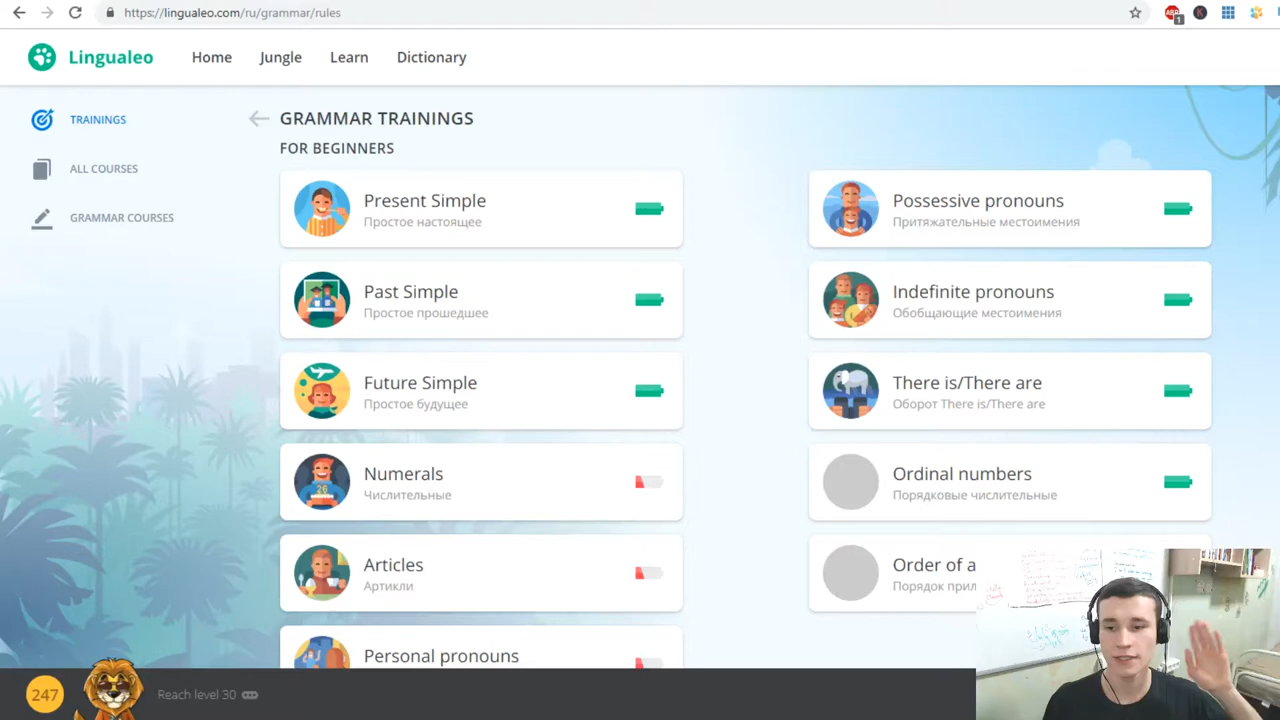 https://lingualeo.com/ru/grammar/rules
ABP
1
K
Lingualeo
Home
Jungle
Learn
Dictionary
TRAININGS
ALL COURSES
GRAMMAR COURSES
GRAMMAR TRAININGS
FOR BEGINNERS
Present Simple
Простое настоящее
Past Simple
Простое прошедшее
Future Simple
Простое будущее
26
Numerals
Числительные
Articles
Артикли
Personal pronouns
Possessive pronouns
Притяжательные местоимения
Indefinite pronouns
Обобщающие местоимения
There is/There are
Оборот There is/There are
Ordinal numbers
Порядковые числительные
Order of a
Порядок прил
247
Reach level 30